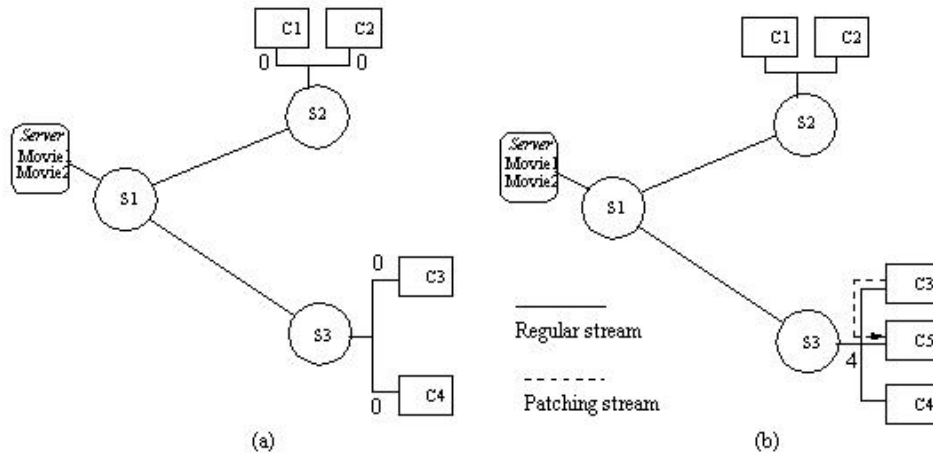 C1
C2
0
0
S2
Server
Movie1
Movie2
S1
0
C3
S3
C4
0
(a)
C1
C2
S2
Server
Movie1
Movie2
S1
C3
Regular stream
S3
C5
4
Patching stream
C4
(b)